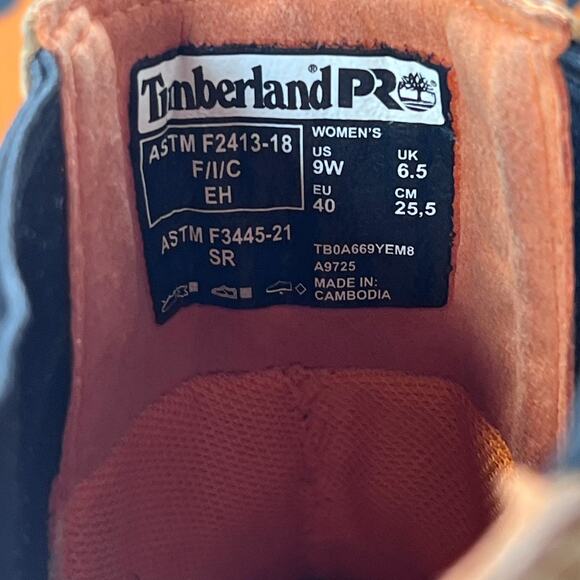 Timberland® PRO
ASTM F2413-18
F/I/C
EH
ASTM F3445-21
SR
WOMEN'S
US UK
9W 6.5
EU CM
40 25,5
TB0A669YEM8
A9725
MADE IN:
CAMBODIA